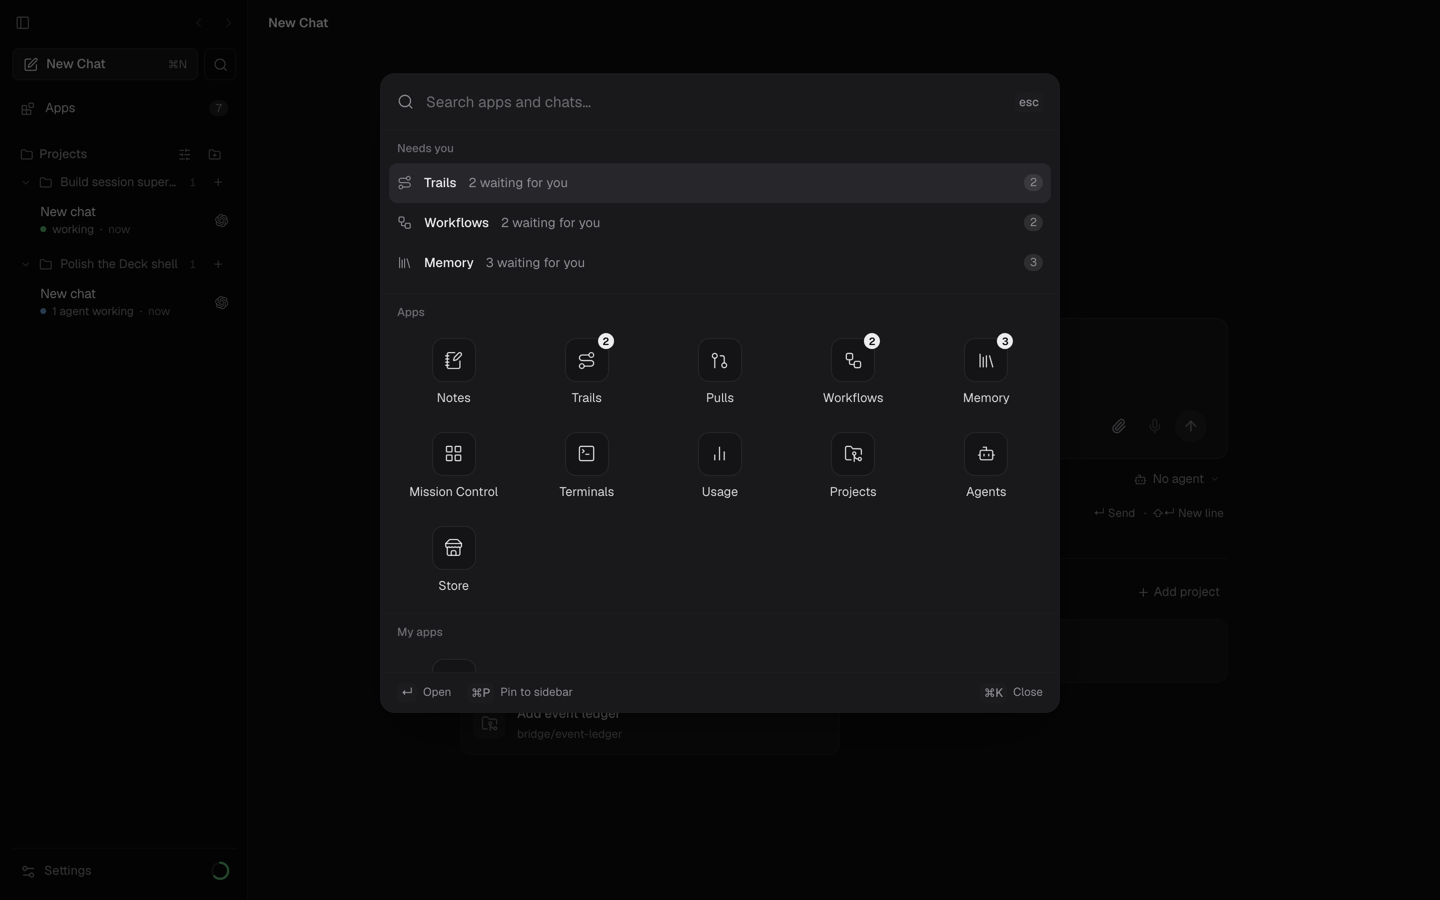 New Chat
New Chat ⌘N
Apps 7
Projects
Build session super... 1
New chat
working · now
Polish the Deck shell 1
New chat
1 agent working · now
Settings
Search apps and chats... esc
Needs you
Trails 2 waiting for you 2
Workflows 2 waiting for you 2
Memory 3 waiting for you 3
Apps
2 2 3
Notes Trails Pulls Workflows Memory
Mission Control Terminals Usage Projects Agents
Store
My apps
Open ⌘P Pin to sidebar ⌘K Close
No agent
Send · New line
Add project
Add event ledger
bridge/event-ledger